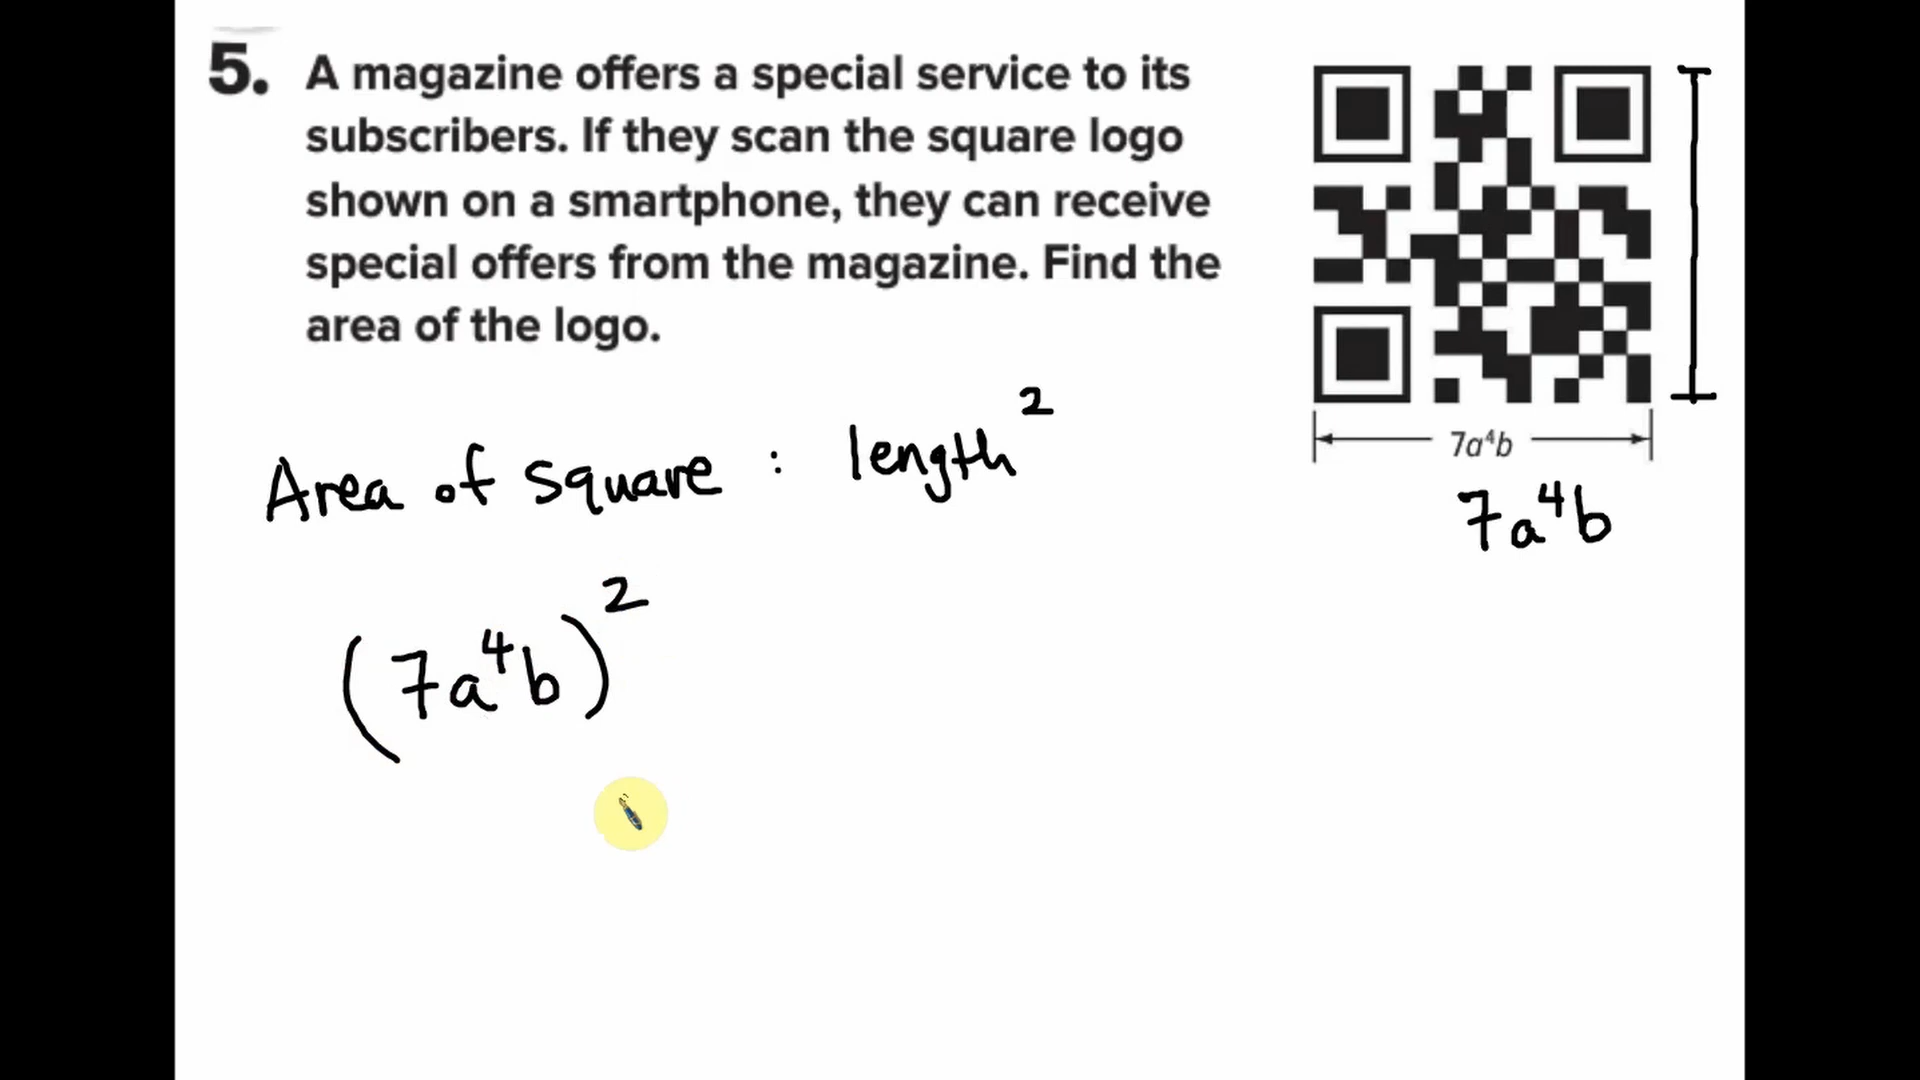 5. A magazine offers a special service to its
subscribers. If they scan the square logo
shown on a smartphone, they can receive
special offers from the magazine. Find the
area of the logo.
7a⁴b
7a⁴b
Area of square : length²
(7a⁴b)²